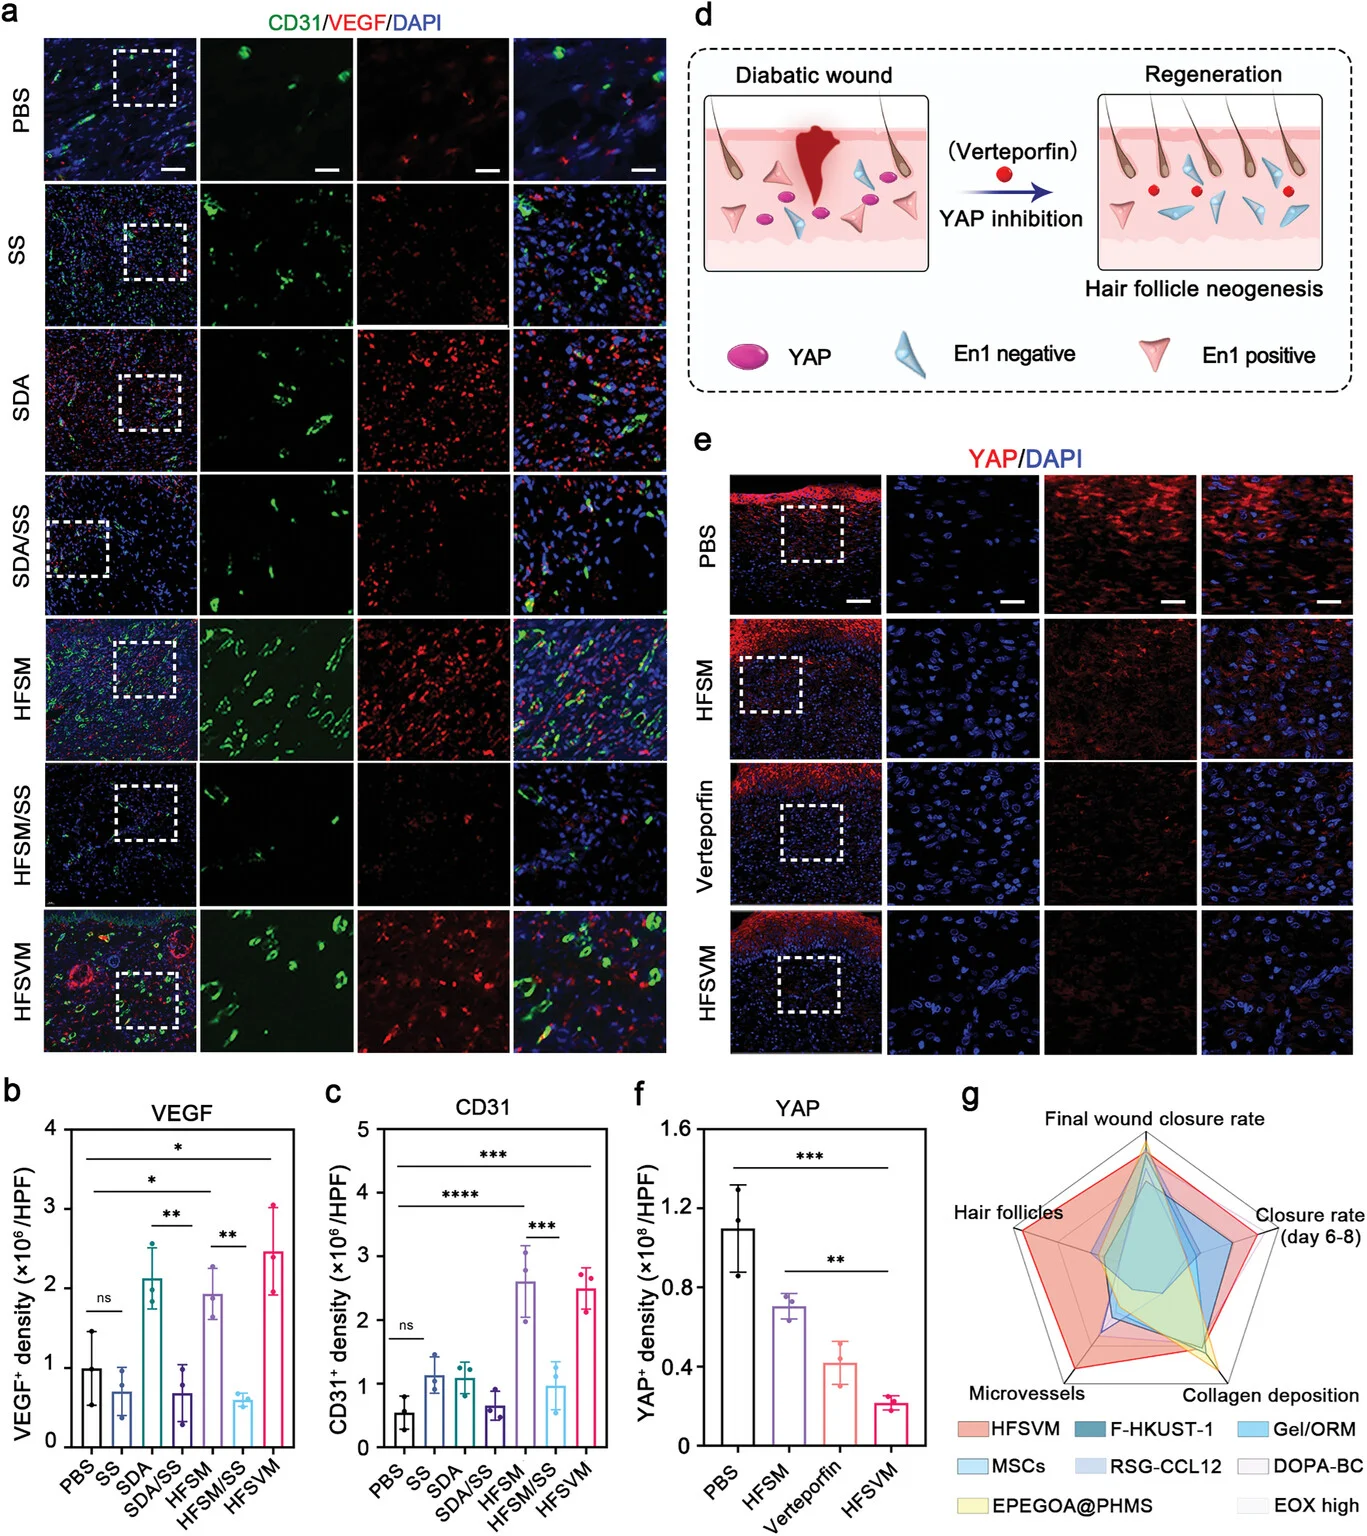 a
CD31/VEGF/DAPI
PBS
SS
SDA
SDA/SS
HFSM
HFSM/SS
HFSVM
d
Diabatic wound
Regeneration
(Verteporfin)
YAP inhibition
Hair follicle neogenesis
YAP
En1 negative
En1 positive
e
YAP/DAPI
PBS
HFSM
Verteporfin
HFSVM
b
VEGF
VEGF⁺ density (×10⁶/HPF)
4
3
2
1
0
*
*
**
**
ns
PBS
SS
SDA
SDA/SS
HFSM
HFSM/SS
HFSVM
c
CD31
CD31⁺ density (×10⁶/HPF)
5
4
3
2
1
0
***
****
***
ns
PBS
SS
SDA
SDA/SS
HFSM
HFSM/SS
HFSVM
f
YAP
YAP⁺ density (×10⁸/HPF)
1.6
1.2
0.8
0.4
0
***
**
PBS
HFSM
Verteporfin
HFSVM
g
Final wound closure rate
Hair follicles
Closure rate
(day 6-8)
Microvessels
Collagen deposition
HFSVM
F-HKUST-1
Gel/ORM
MSCs
RSG-CCL12
DOPA-BC
EPEGOA@PHMS
EOX high